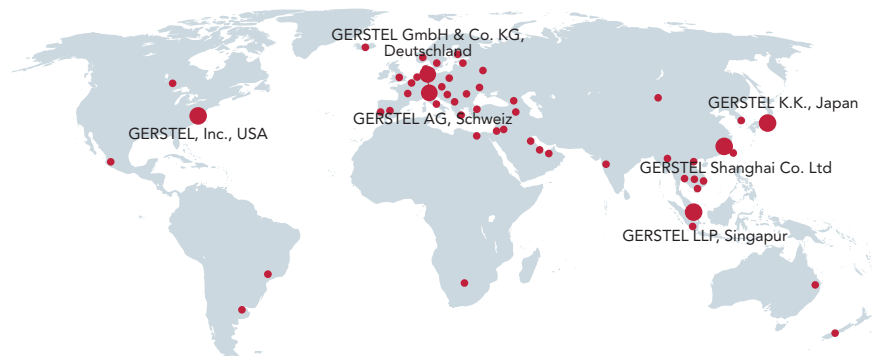 GERSTEL GmbH & Co. KG,
Deutschland
GERSTEL K.K., Japan
GERSTEL AG, Schweiz
GERSTEL, Inc., USA
GERSTEL Shanghai Co. Ltd
GERSTEL LLP, Singapur